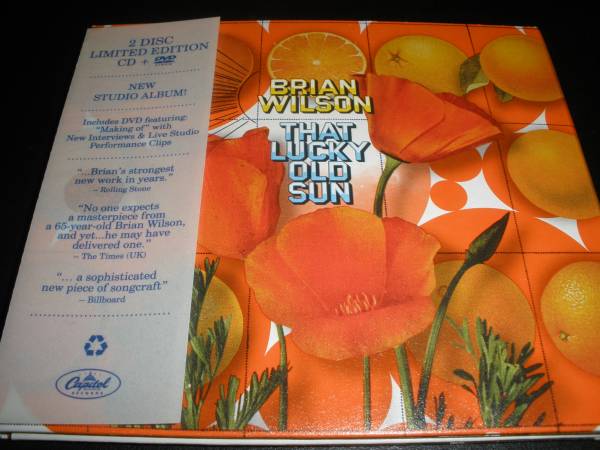 2 DISC
LIMITED EDITION
CD + DVD
NEW
STUDIO ALBUM!
Includes DVD featuring:
"Making of" with
New Interviews & Live Studio
Performance Clips
"...Brian's strongest
new work in years."
– Rolling Stone
"No one expects
a masterpiece from
a 65-year-old Brian Wilson,
and yet...he may have
delivered one."
– The Times (UK)
"... a sophisticated
new piece of songcraft"
– Billboard
Capitol
RECORDS
BRIAN
WILSON
THAT
LUCKY
OLD
SUN